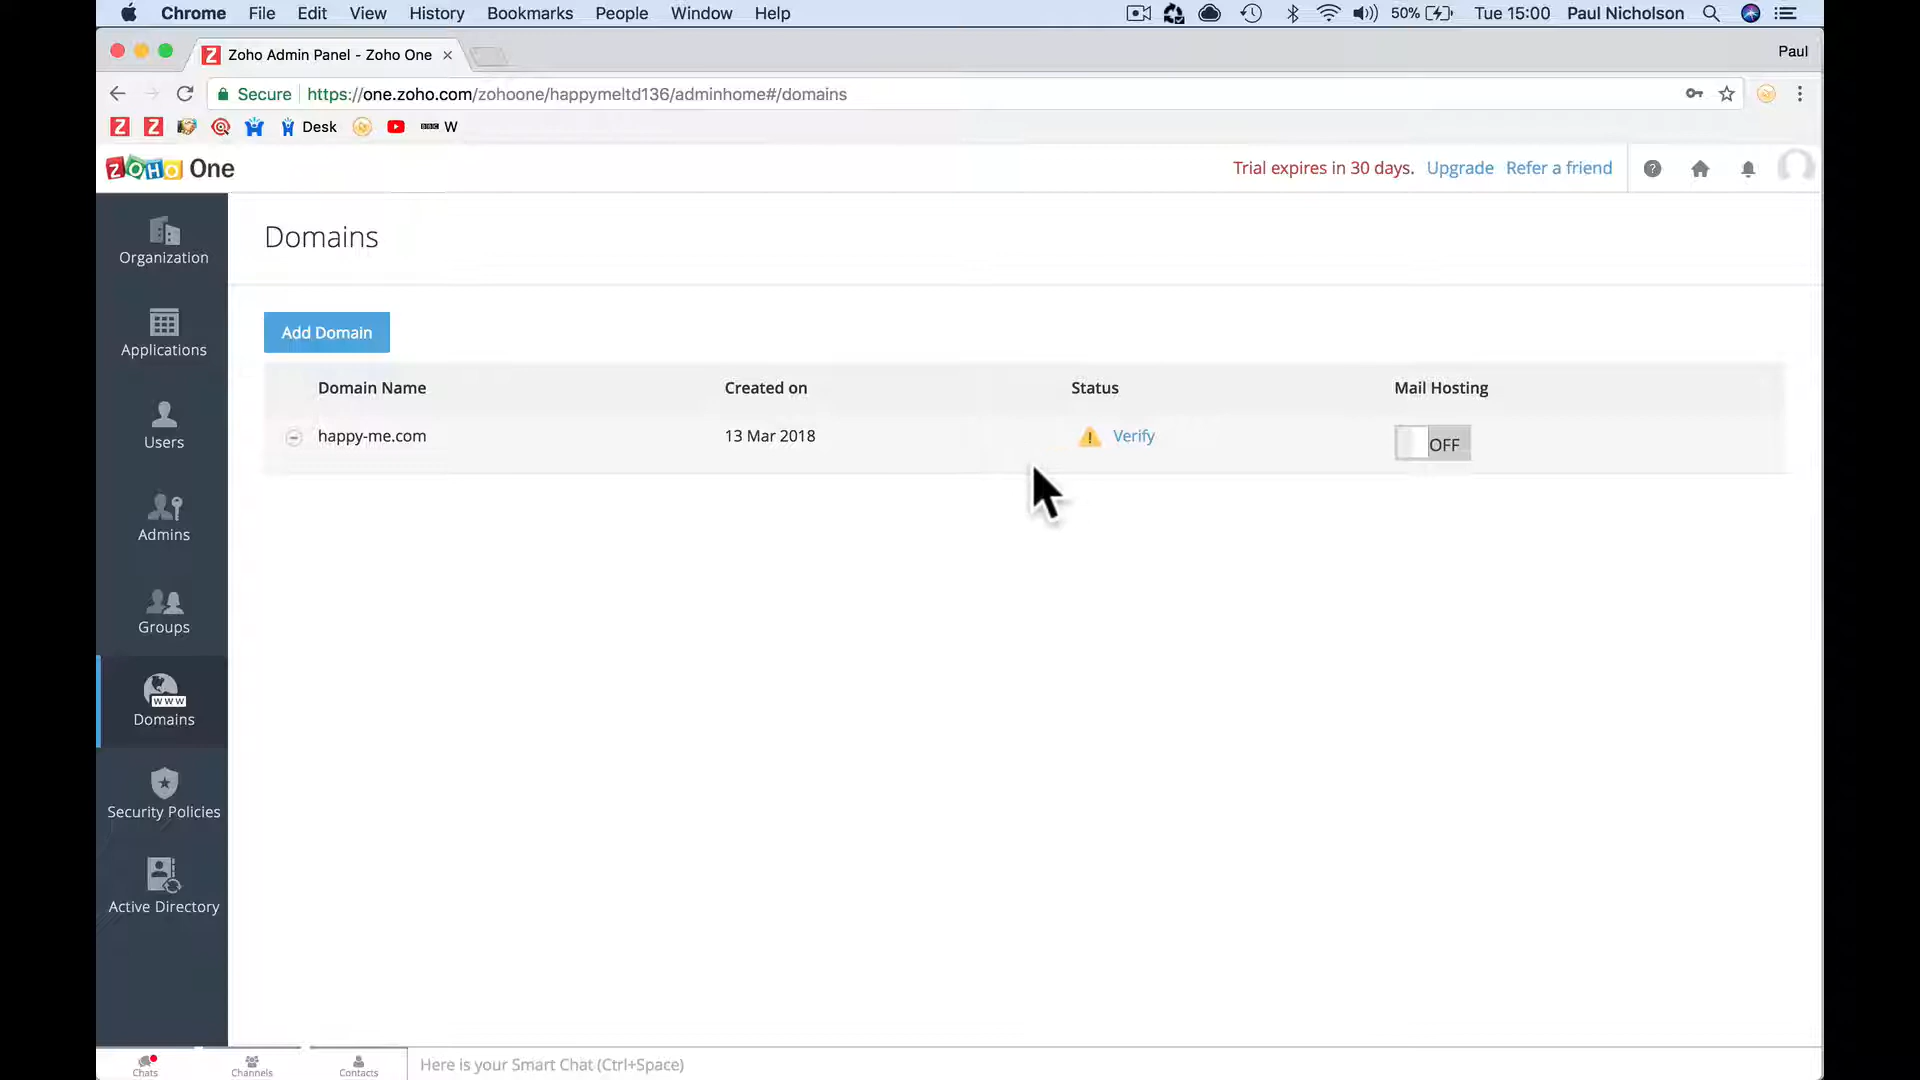 Chrome File Edit View History Bookmarks People Window Help 50% Tue 15:00 Paul Nicholson
Z Zoho Admin Panel - Zoho One × Paul
Secure https://one.zoho.com/zohoone/happymeltd136/adminhome#/domains
Z Z Desk BBC W
ZOHO One Trial expires in 30 days. Upgrade Refer a friend ?
Organization
Applications
Users
Admins
Groups
WWW
Domains
Security Policies
Active Directory
Domains
Add Domain
Domain Name Created on Status Mail Hosting
happy-me.com 13 Mar 2018 Verify OFF
Chats Channels Contacts Here is your Smart Chat (Ctrl+Space)